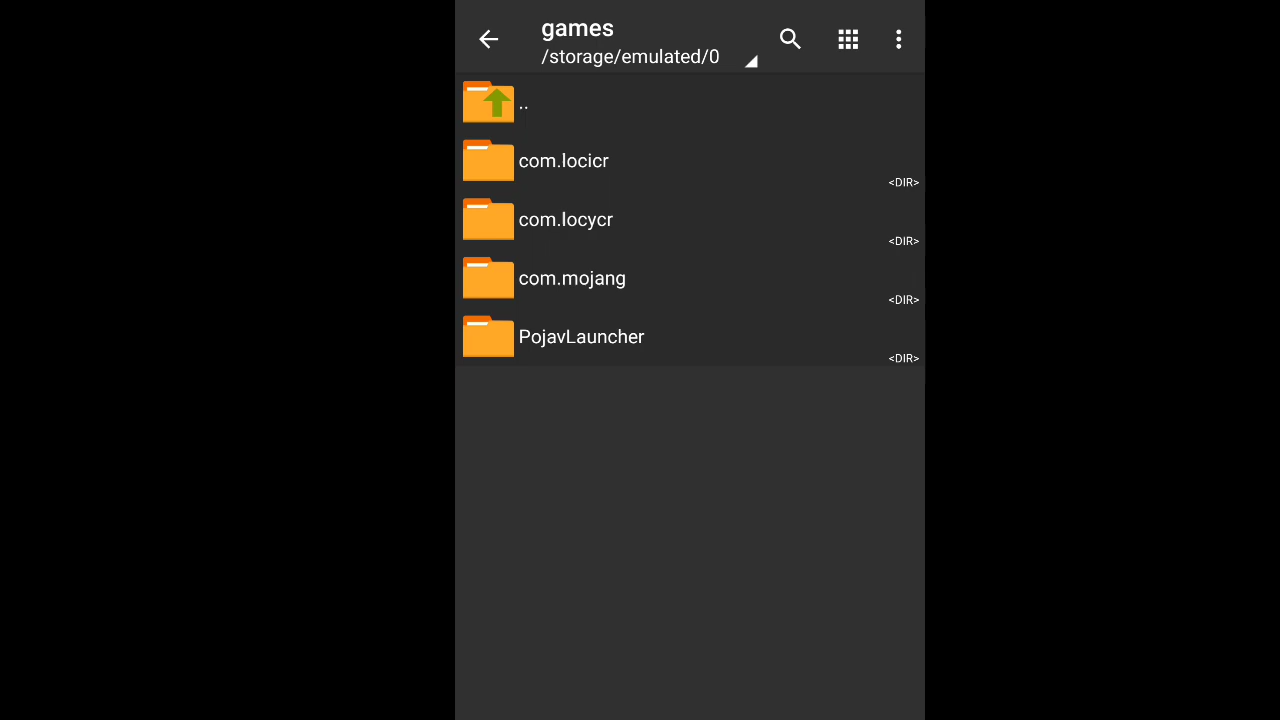 games
/storage/emulated/0
..
com.locicr
<DIR>
com.locycr
<DIR>
com.mojang
<DIR>
PojavLauncher
<DIR>